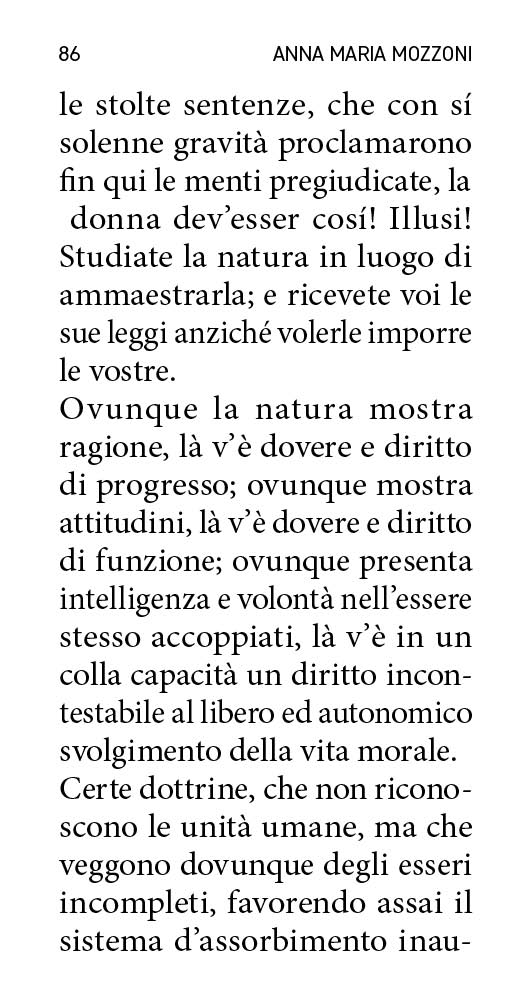 86 ANNA MARIA MOZZONI
le stolte sentenze, che con sí
solenne gravità proclamarono
fin qui le menti pregiudicate, la
donna dev’esser cosí! Illusi!
Studiate la natura in luogo di
ammaestrarla; e ricevete voi le
sue leggi anziché volerle imporre
le vostre.
Ovunque la natura mostra
ragione, là v’è dovere e diritto
di progresso; ovunque mostra
attitudini, là v’è dovere e diritto
di funzione; ovunque presenta
intelligenza e volontà nell’essere
stesso accoppiati, là v’è in un
colla capacità un diritto incon-
testabile al libero ed autonomico
svolgimento della vita morale.
Certe dottrine, che non ricono-
scono le unità umane, ma che
veggono dovunque degli esseri
incompleti, favorendo assai il
sistema d’assorbimento inau-